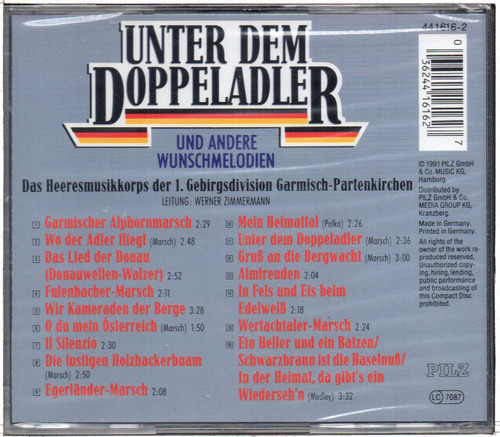 UNTER DEM
DOPPELADLER
UND ANDERE
WUNSCHMELODIEN
Das Heeresmusikkorps der 1. Gebirgsdivision Garmisch-Partenkirchen
LEITUNG: WERNER ZIMMERMANN
1 Garmischer Alphornmarsch 2:29
2 Wo der Adler fliegt (Marsch) 2:48
3 Das Lied der Donau
(Donauwellen-Walzer) 2:52
4 Fulenbacher-Marsch 2:11
5 Wir Kameraden der Berge 3:28
6 O du mein Österreich (Marsch) 1:50
7 Il Silenzio 2:30
8 Die lustigen Holzhackerbuam
(Marsch) 2:50
9 Egerländer-Marsch 2:08
10 Mein Heimattal (Polka) 2:26
11 Unter dem Doppeladler (Marsch) 2:36
12 Gruß an die Bergwacht (Marsch) 3:00
13 Almfreuden 2:04
14 In Fels und Eis beim
Edelweiß 2:18
15 Wertachtaler-Marsch 2:24
16 Ein Heller und ein Batzen/
Schwarzbraun ist die Haselnuß/
In der Heimat, da gibt's ein
Wiederseh'n (Medley) 3:32
441616-2
0 36244 16162 7
© 1991 PILZ GmbH
& Co. MUSIC KG,
Hamburg
Distributed by
PILZ GmbH & Co.
MEDIA GROUP KG,
Kranzberg.
Made in Germany.
Printed in Germany.
All rights of the
owner of the work re-
produced reserved.
Unauthorized copy-
ing, hiring, lending,
public performance
and broadcasting of
this Compact Disc
prohibited.
PILZ
LC 7087